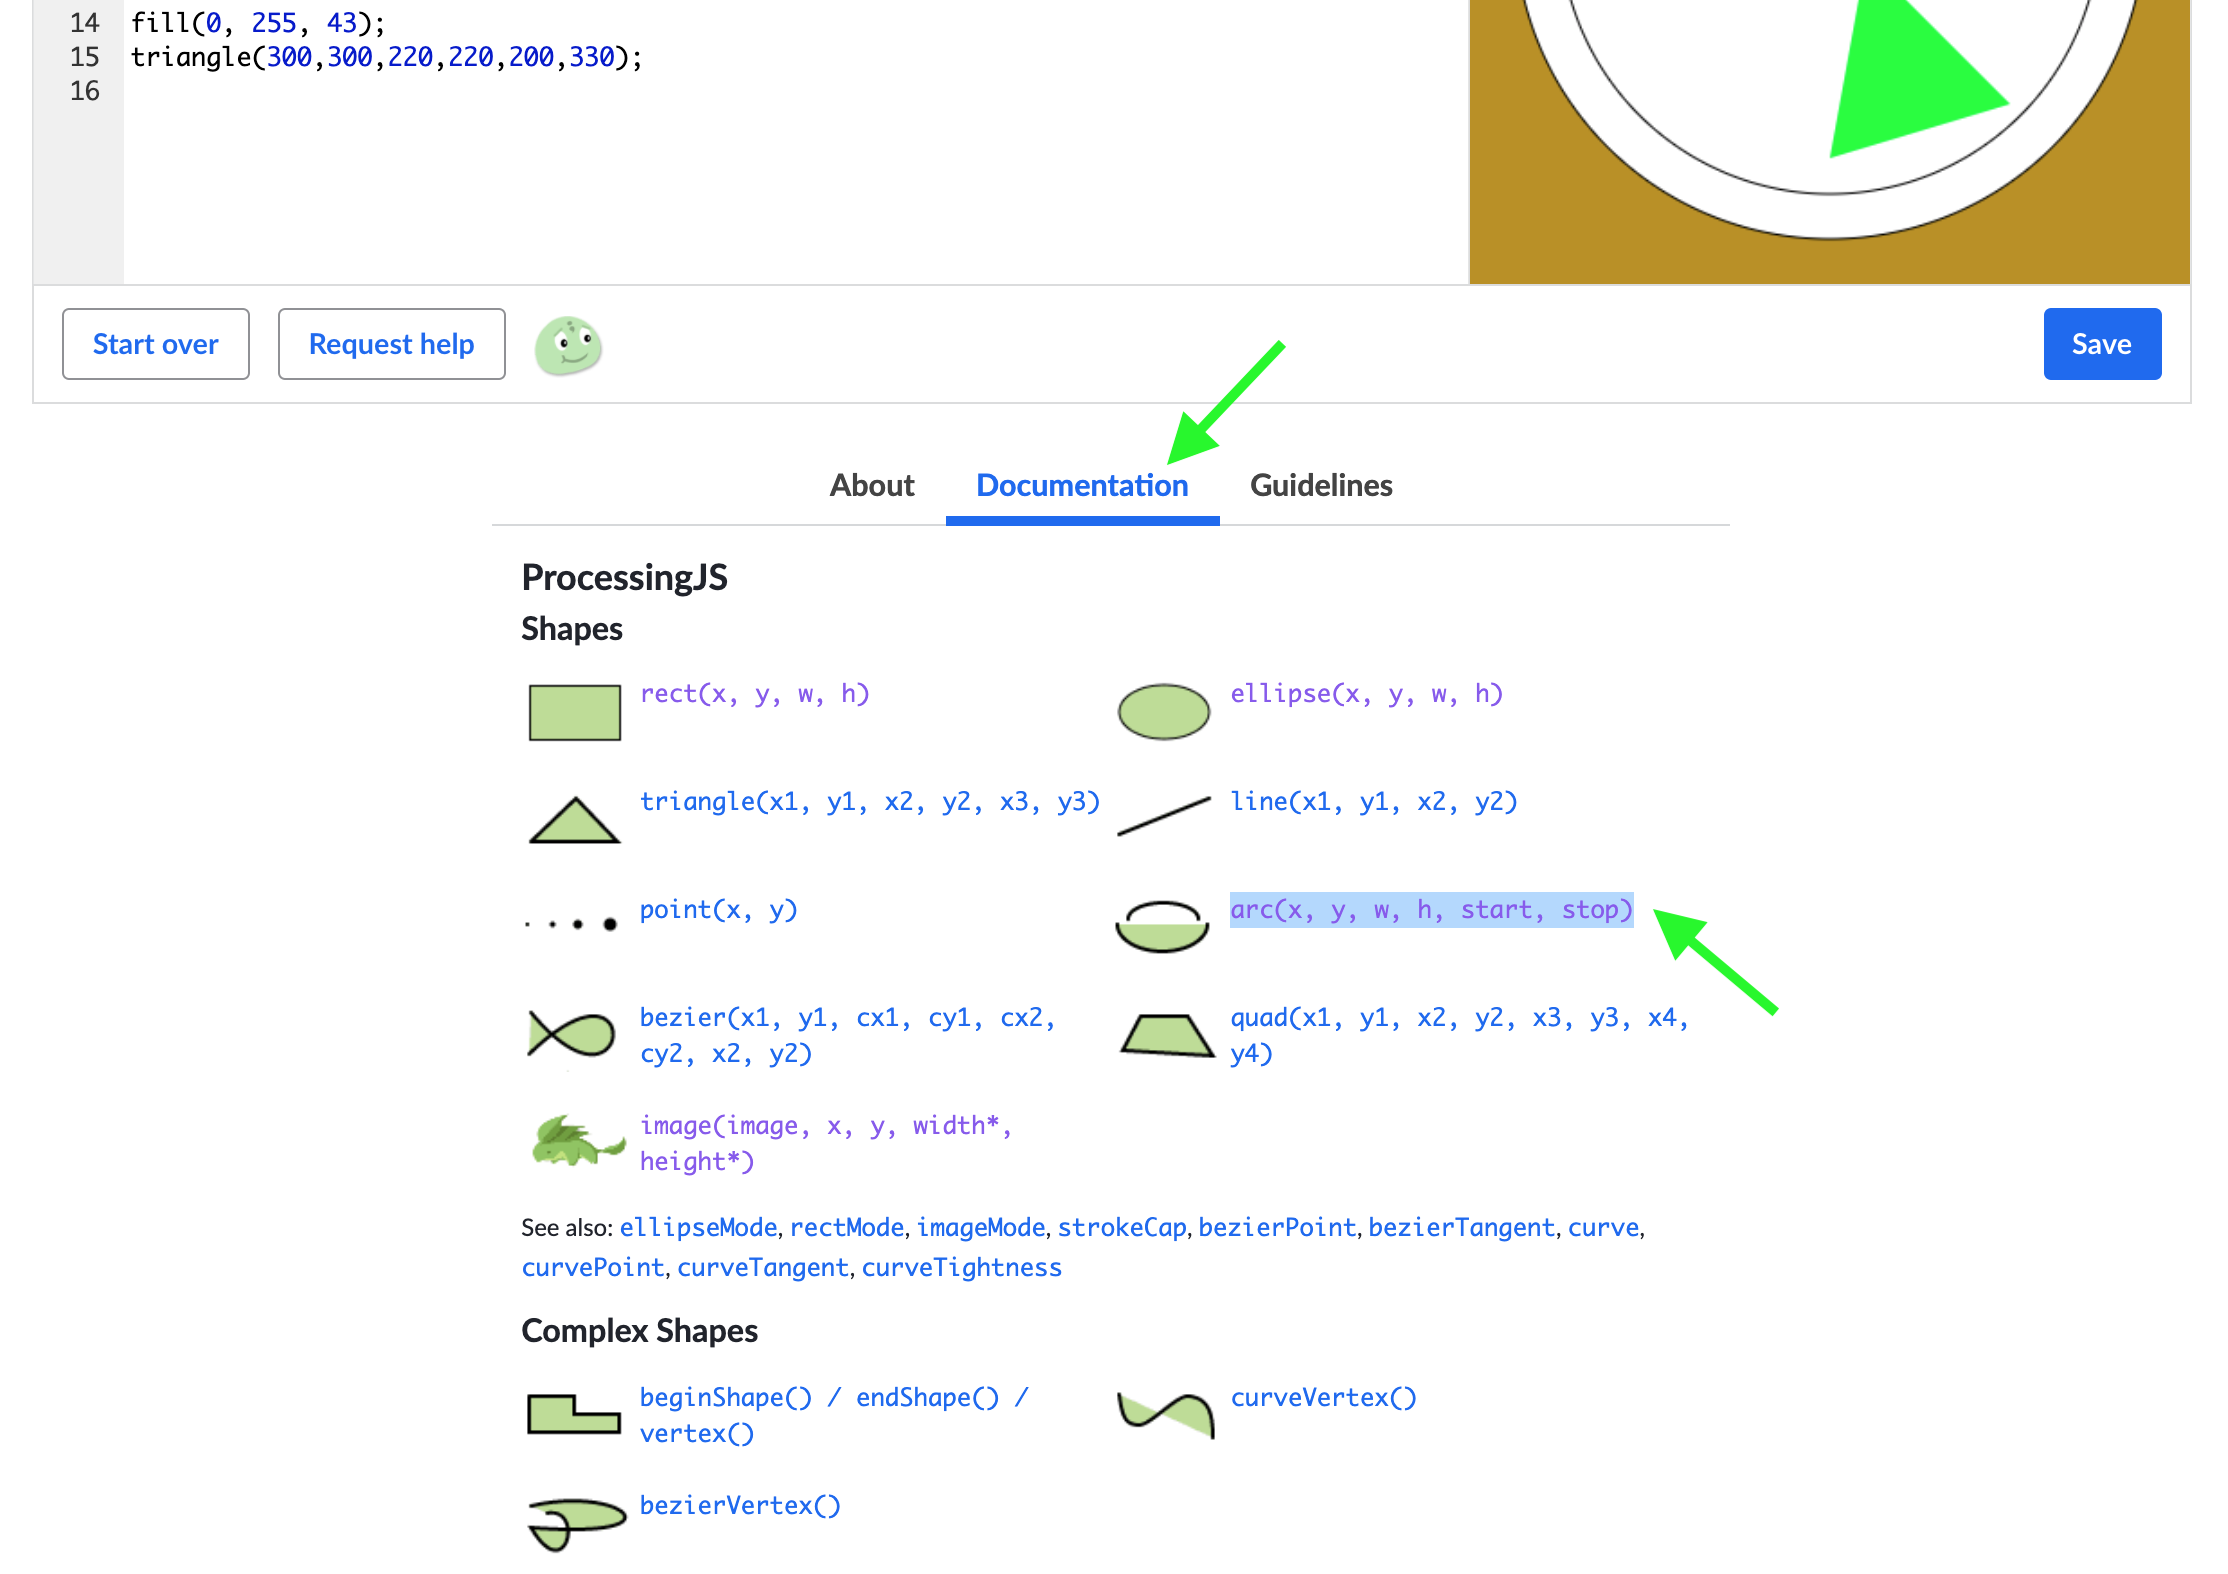 14 fill(0, 255, 43);
15 triangle(300,300,220,220,200,330);
16
Start over
Request help
Save
About
Documentation
Guidelines
ProcessingJS
Shapes
rect(x, y, w, h)
ellipse(x, y, w, h)
triangle(x1, y1, x2, y2, x3, y3)
line(x1, y1, x2, y2)
point(x, y)
arc(x, y, w, h, start, stop)
bezier(x1, y1, cx1, cy1, cx2,
cy2, x2, y2)
quad(x1, y1, x2, y2, x3, y3, x4,
y4)
image(image, x, y, width*,
height*)
See also: ellipseMode, rectMode, imageMode, strokeCap, bezierPoint, bezierTangent, curve,
curvePoint, curveTangent, curveTightness
Complex Shapes
beginShape() / endShape() /
vertex()
curveVertex()
bezierVertex()